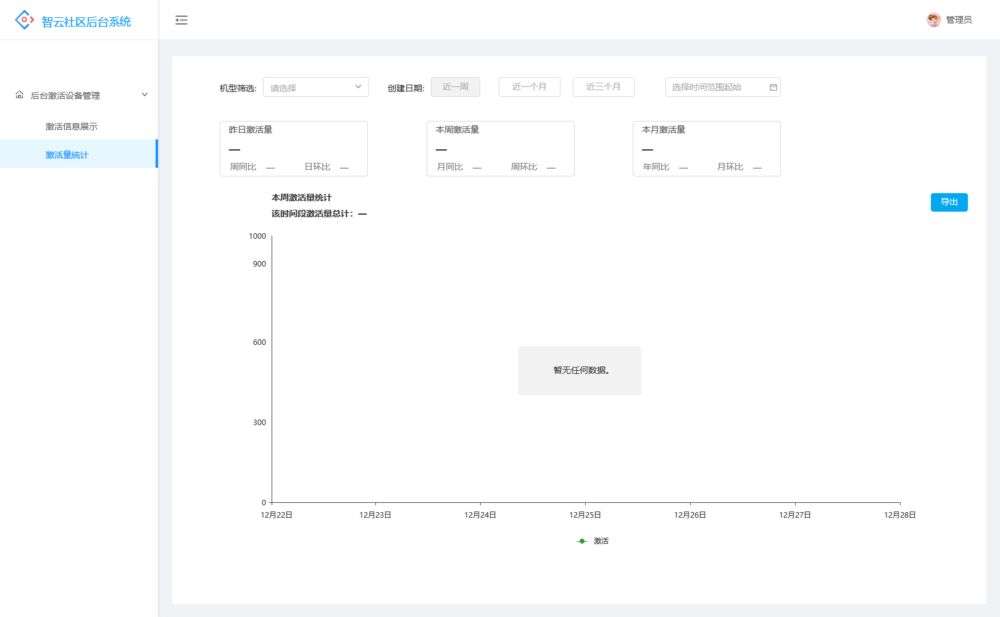 智云社区后台系统
管理员
后台激活设备管理
激活信息展示
激活量统计
机型筛选: 请选择 创建日期: 近一周 近一个月 近三个月 选择时间范围起始
昨日激活量
—
周同比 — 日环比 —
本周激活量
—
月同比 — 周环比 —
本月激活量
—
年同比 — 月环比 —
本周激活量统计
该时间段激活量总计：—
导出
1000
900
600
300
0
暂无任何数据。
12月22日 12月23日 12月24日 12月25日 12月26日 12月27日 12月28日
激活